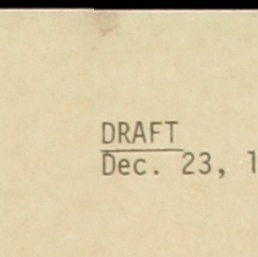 DRAFT
Dec. 23, 1